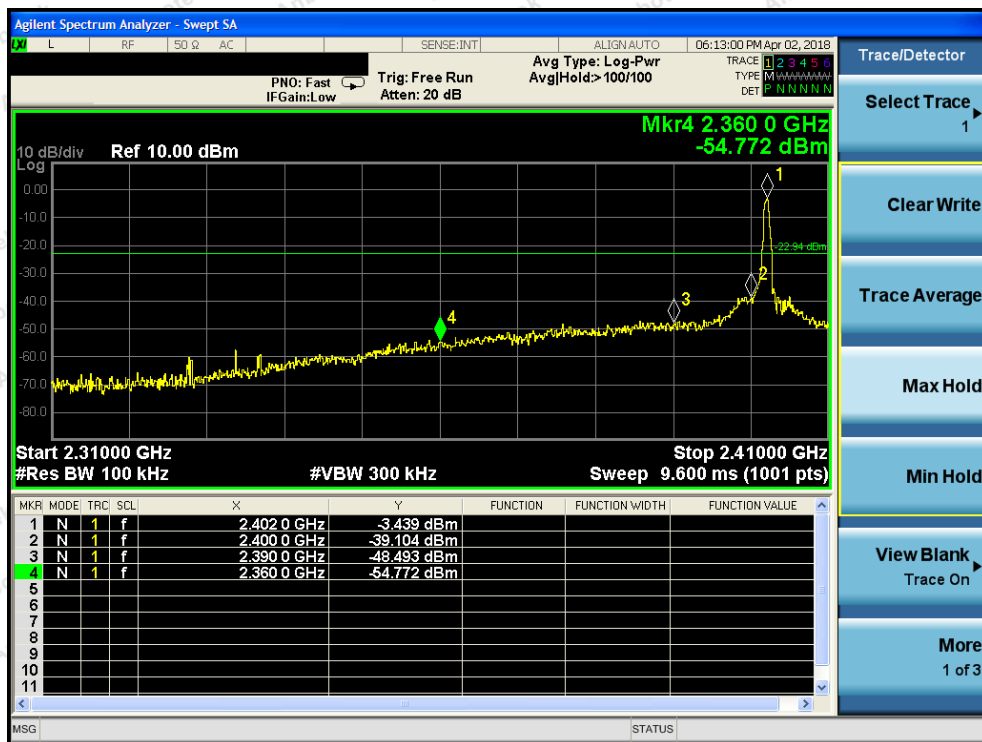 Agilent Spectrum Analyzer - Swept SA
LXI L RF 50 Ω AC SENSE:INT ALIGN AUTO 06:13:00 PM Apr 02, 2018
PNO: Fast Trig: Free Run Avg Type: Log-Pwr TRACE 1 2 3 4 5 6
IFGain:Low Atten: 20 dB Avg|Hold:>100/100 TYPE M WWWWW
DET P N N N N N
Mkr4 2.360 0 GHz
-54.772 dBm
10 dB/div Ref 10.00 dBm
Log
0.00
-10.0
-20.0
-30.0
-40.0
-50.0
-60.0
-70.0
-80.0
1
-22.94 dBm
2
3
4
Start 2.31000 GHz Stop 2.41000 GHz
#Res BW 100 kHz #VBW 300 kHz Sweep 9.600 ms (1001 pts)
MKR MODE TRC SCL X Y FUNCTION FUNCTION WIDTH FUNCTION VALUE
1 N 1 f 2.402 0 GHz -3.439 dBm
2 N 1 f 2.400 0 GHz -39.104 dBm
3 N 1 f 2.390 0 GHz -48.493 dBm
4 N 1 f 2.360 0 GHz -54.772 dBm
5
6
7
8
9
10
11
MSG STATUS
Trace/Detector
Select Trace
1
Clear Write
Trace Average
Max Hold
Min Hold
View Blank
Trace On
More
1 of 3